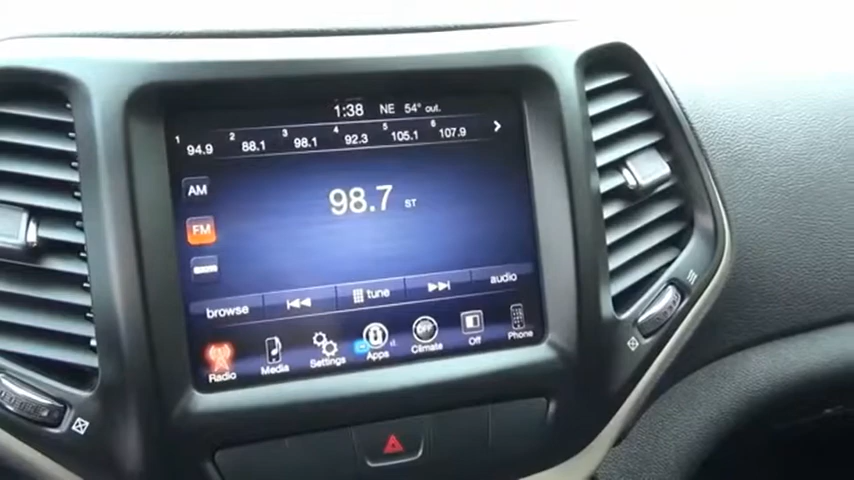 1:38 NE 54° out.
1 94.9 2 88.1 3 98.1 4 92.3 5 105.1 6 107.9
AM
98.7 ST
FM
browse tune audio
OFF
Radio Media Settings Apps Climate Off Phone